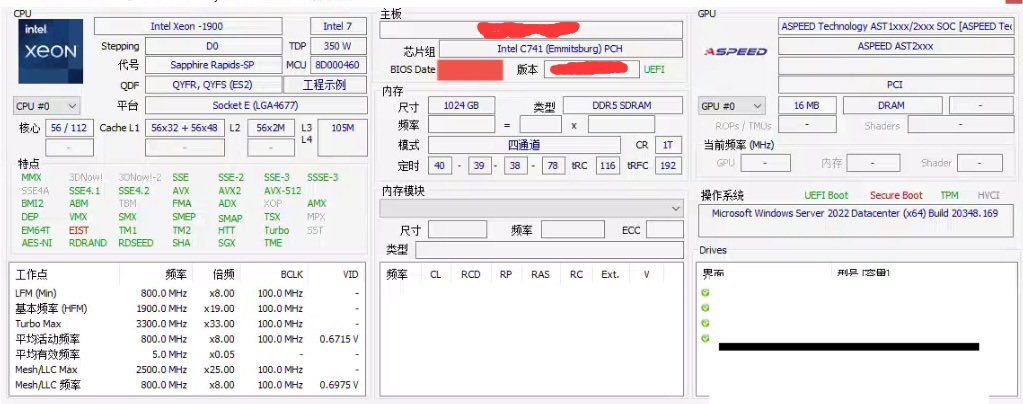 CPU
intel
XEON
Intel Xeon -1900
Intel 7
Stepping
D0
TDP
350 W
代号
Sapphire Rapids-SP
MCU
8D000460
QDF
QYFR, QYFS (ES2)
工程示例
CPU #0
平台
Socket E (LGA4677)
核心
56 / 112
Cache L1
56x32 + 56x48
L2
56x2M
L3
105M
-
-
-
L4
特点
MMX 3DNow! 3DNow!-2 SSE SSE-2 SSE-3 SSSE-3
SSE4A SSE4.1 SSE4.2 AVX AVX2 AVX-512
BMI2 ABM TBM FMA ADX XOP AMX
DEP VMX SMX SMEP SMAP TSX MPX
EM64T EIST TM1 TM2 HTT Turbo SST
AES-NI RDRAND RDSEED SHA SGX TME
工作点 频率 倍频 BCLK VID
LFM (Min) 800.0 MHz x8.00 100.0 MHz -
基本频率 (HFM) 1900.0 MHz x19.00 100.0 MHz -
Turbo Max 3300.0 MHz x33.00 100.0 MHz -
平均活动频率 800.0 MHz x8.00 100.0 MHz 0.6715 V
平均有效频率 5.0 MHz x0.05 - -
Mesh/LLC Max 2500.0 MHz x25.00 100.0 MHz -
Mesh/LLC 频率 800.0 MHz x8.00 100.0 MHz 0.6975 V
主板
芯片组
Intel C741 (Emmitsburg) PCH
BIOS Date
版本
UEFI
内存
尺寸
1024 GB
类型
DDR5 SDRAM
频率
=
x
模式
四通道
CR
1T
定时
40 - 39 - 38 - 78 tRC 116 tRFC 192
内存模块
尺寸
频率
ECC
类型
频率 CL RCD RP RAS RC Ext. V
GPU
ASPEED Technology AST1xxx/2xxx SOC [ASPEED Tec
ASPEED
ASPEED AST2xxx
PCI
GPU #0
16 MB
DRAM
-
ROPs / TMUs
-
Shaders
-
当前频率 (MHz)
GPU
-
内存
-
Shader
-
操作系统
UEFI Boot
Secure Boot
TPM
HVCI
Microsoft Windows Server 2022 Datacenter (x64) Build 20348.169
Drives
界面
型号 [容量]